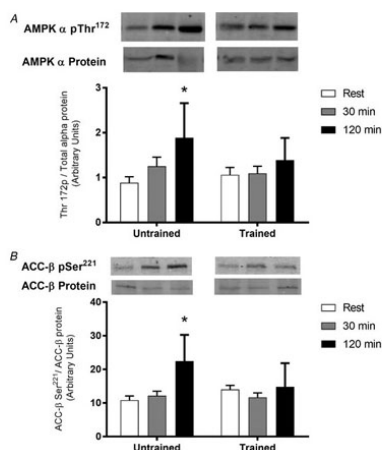 A
AMPK α pThr172
AMPK α Protein
Thr 172p / Total alpha protein
(Arbitrary Units)
3
2
1
0
*
Rest
30 min
120 min
Untrained
Trained
B
ACC-β pSer221
ACC-β Protein
ACC-β Ser221/ ACC-β protein
(Arbitrary Units)
40
30
20
10
0
*
Rest
30 min
120 min
Untrained
Trained